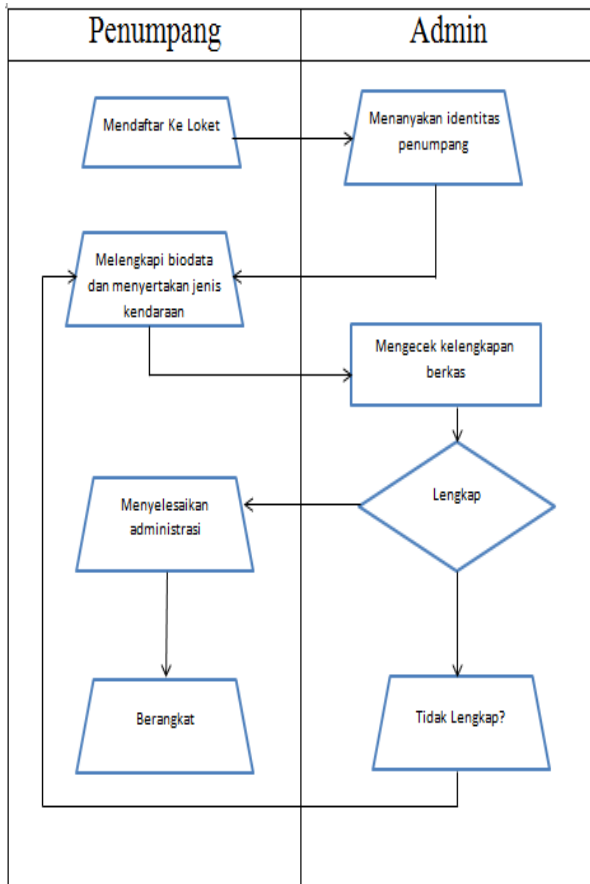 Penumpang
Admin
Mendaftar Ke Loket
Menanyakan identitas
penumpang
Melengkapi biodata
dan menyertakan jenis
kendaraan
Mengecek kelengkapan
berkas
Lengkap
Menyelesaikan
administrasi
Berangkat
Tidak Lengkap?